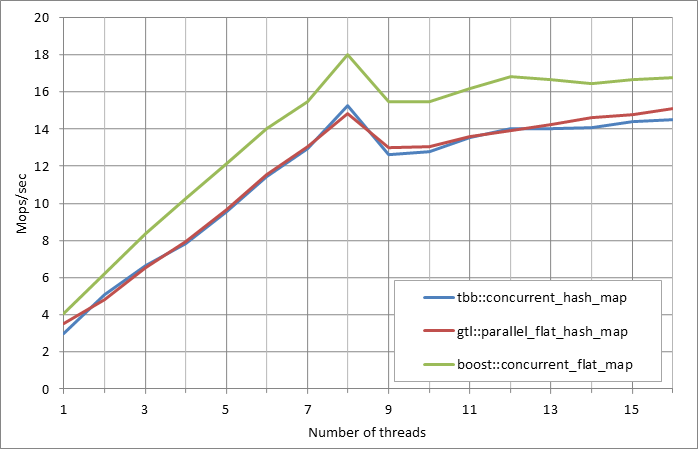 20
18
16
14
12
10
8
6
4
2
0
Mops/sec
tbb::concurrent_hash_map
gtl::parallel_flat_hash_map
boost::concurrent_flat_map
1 3 5 7 9 11 13 15
Number of threads